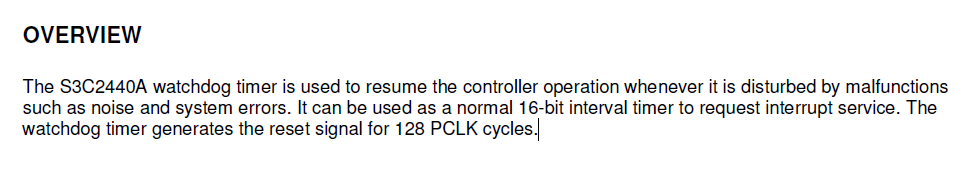 OVERVIEW
The S3C2440A watchdog timer is used to resume the controller operation whenever it is disturbed by malfunctions
such as noise and system errors. It can be used as a normal 16-bit interval timer to request interrupt service. The
watchdog timer generates the reset signal for 128 PCLK cycles.